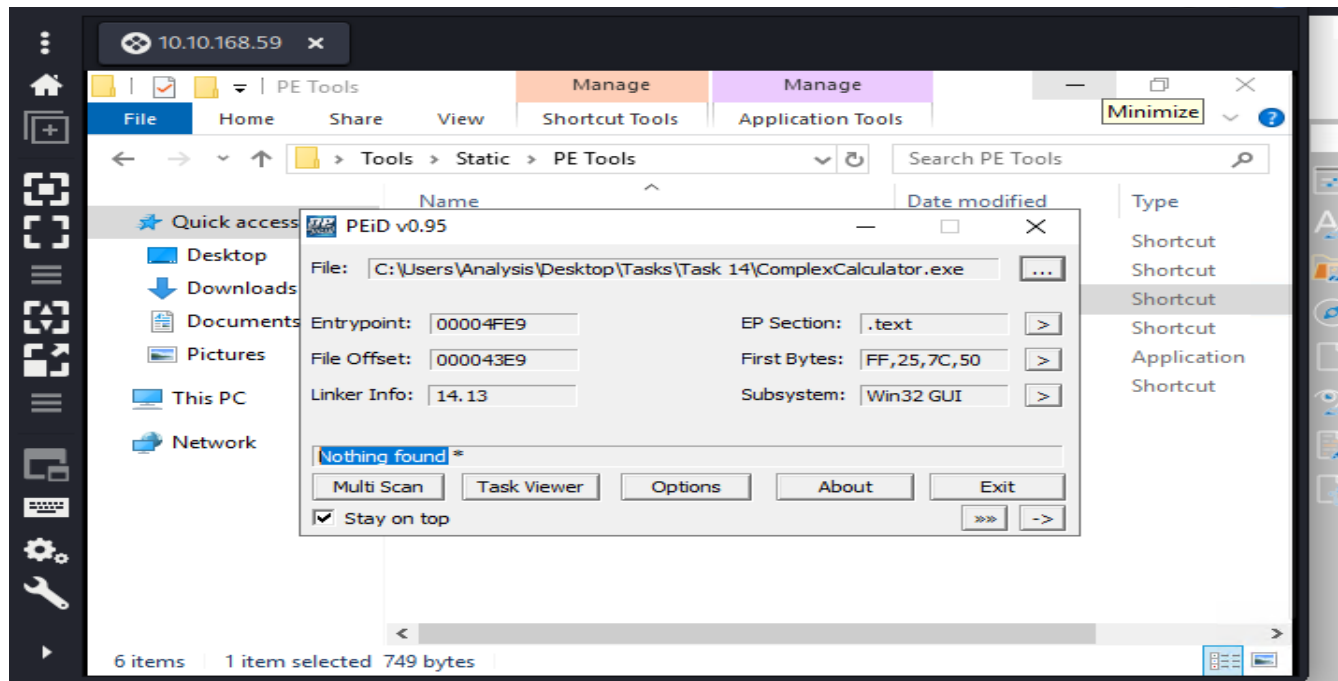 10.10.168.59 ×
PE Tools Manage Manage
Minimize
File Home Share View Shortcut Tools Application Tools
Tools > Static > PE Tools Search PE Tools
Name Date modified Type
Quick access
Desktop
Downloads
Documents
Pictures
This PC
Network
PEiD v0.95
File: C:\Users\Analysis\Desktop\Tasks\Task 14\ComplexCalculator.exe ...
Entrypoint: 00004FE9 EP Section: .text >
File Offset: 000043E9 First Bytes: FF,25,7C,50 >
Linker Info: 14.13 Subsystem: Win32 GUI >
Nothing found *
Multi Scan Task Viewer Options About Exit
Stay on top »» ->
Shortcut
Shortcut
Shortcut
Shortcut
Application
Shortcut
6 items 1 item selected 749 bytes